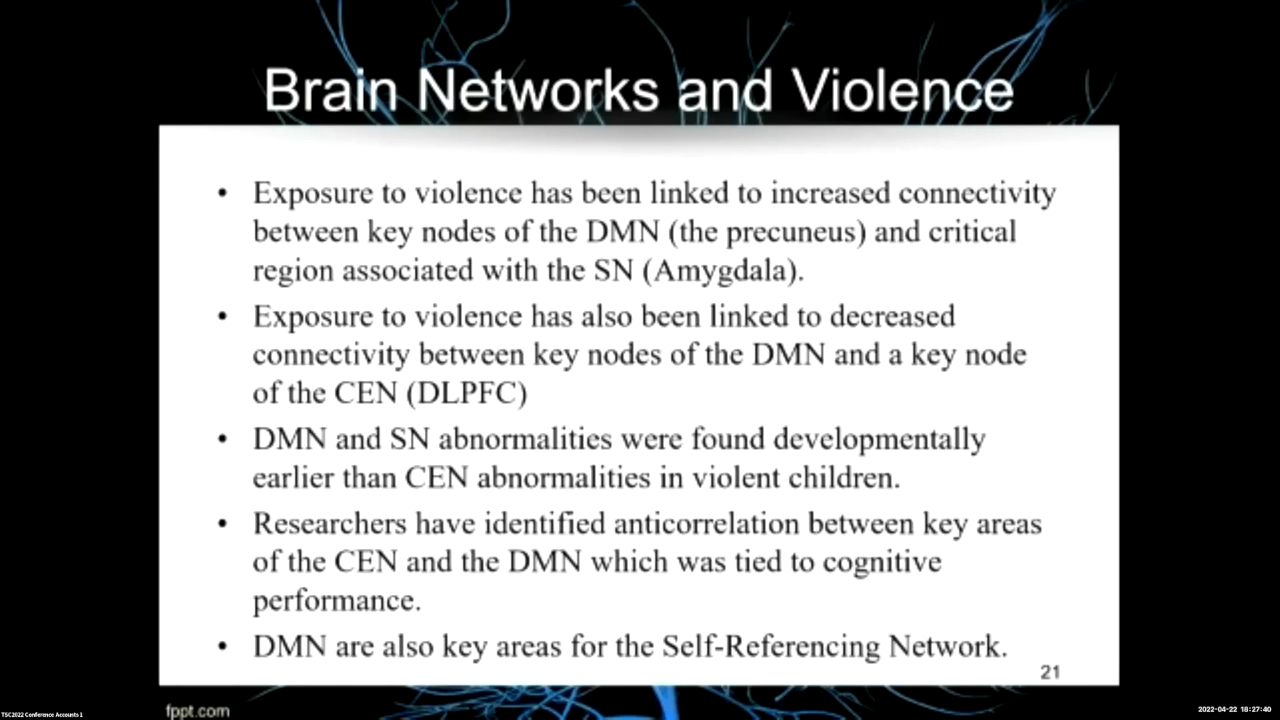 Brain Networks and Violence
• Exposure to violence has been linked to increased connectivity
between key nodes of the DMN (the precuneus) and critical
region associated with the SN (Amygdala).
• Exposure to violence has also been linked to decreased
connectivity between key nodes of the DMN and a key node
of the CEN (DLPFC)
• DMN and SN abnormalities were found developmentally
earlier than CEN abnormalities in violent children.
• Researchers have identified anticorrelation between key areas
of the CEN and the DMN which was tied to cognitive
performance.
• DMN are also key areas for the Self-Referencing Network.
21
fppt.com
TSC2022 Conference Accounts 1
2022-04-22 18:27:40